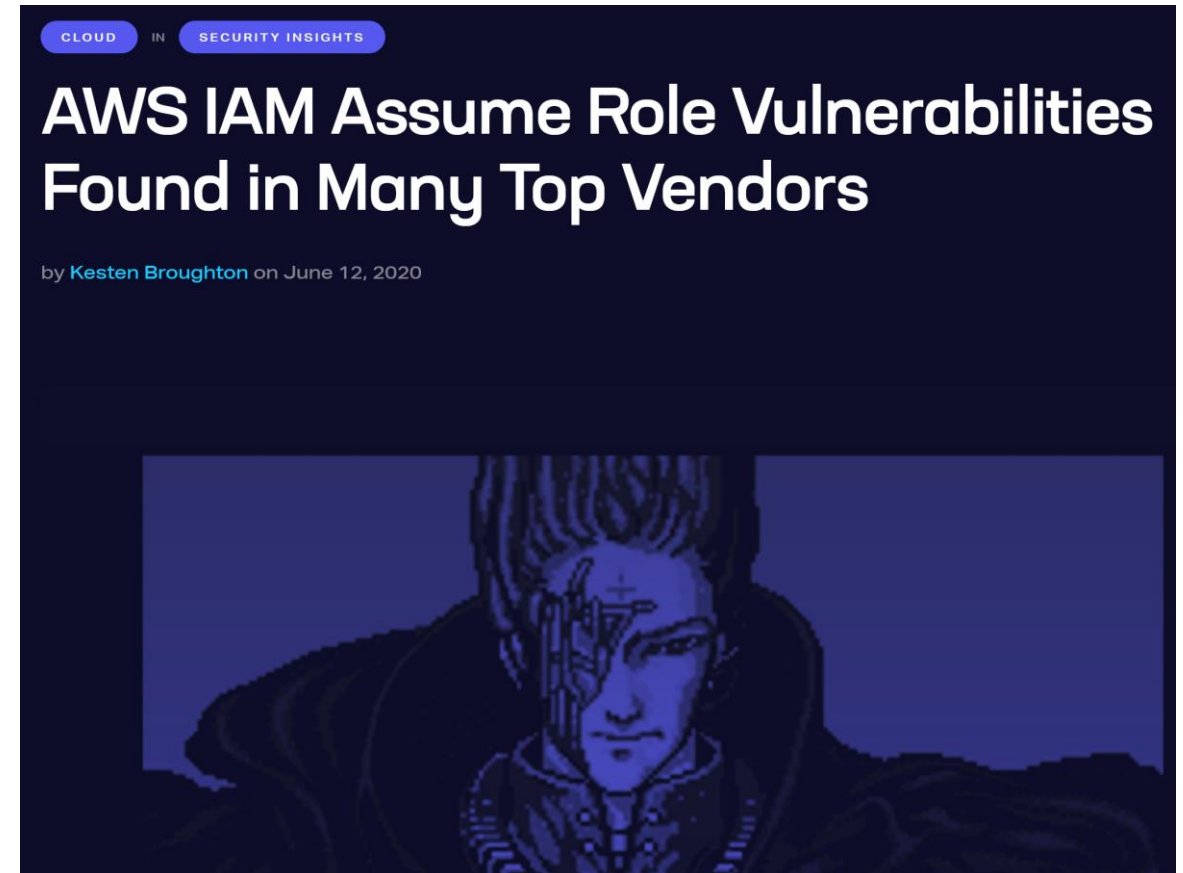 CLOUD IN SECURITY INSIGHTS
AWS IAM Assume Role Vulnerabilities
Found in Many Top Vendors
by Kesten Broughton on June 12, 2020